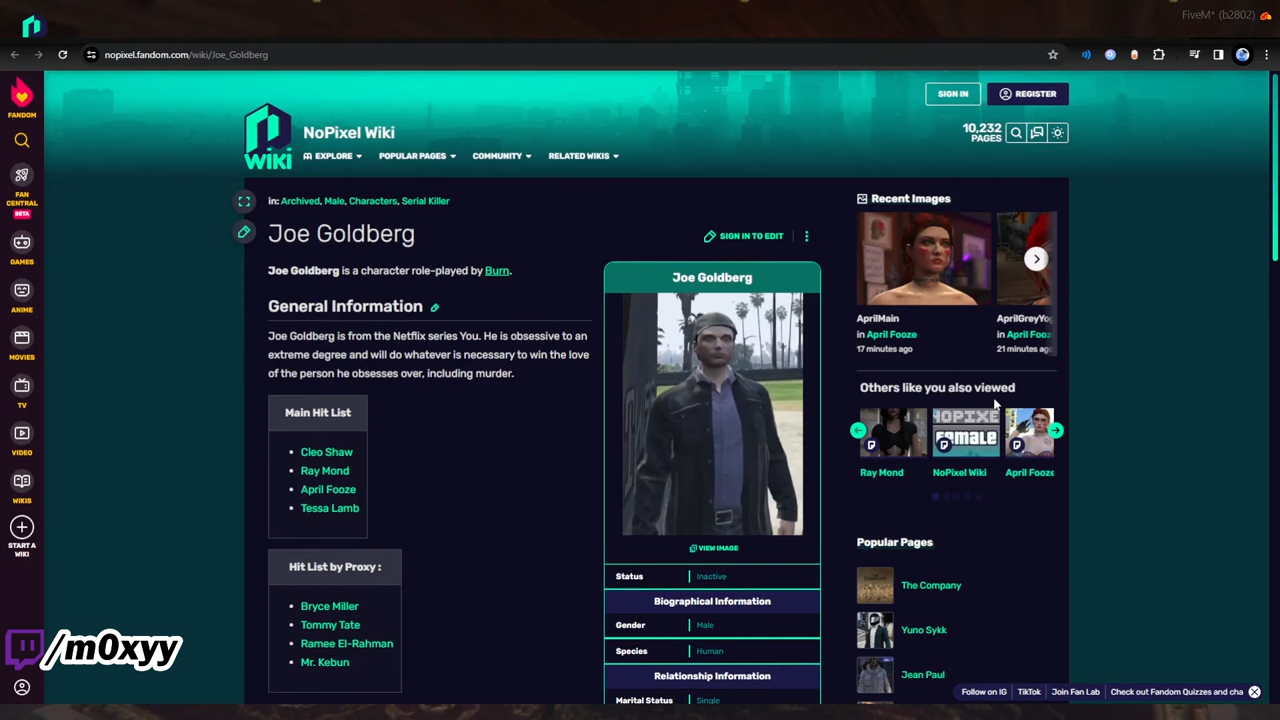 FiveM* (b2802)
nopixel.fandom.com/wiki/Joe_Goldberg
FANDOM
FAN
CENTRAL
BETA
GAMES
ANIME
MOVIES
TV
VIDEO
WIKIS
START A
WIKI
SIGN IN
REGISTER
WIKI
NoPixel Wiki
10,232
PAGES
EXPLORE
POPULAR PAGES
COMMUNITY
RELATED WIKIS
in: Archived, Male, Characters, Serial Killer
Joe Goldberg
SIGN IN TO EDIT
Joe Goldberg is a character role-played by Burn.
General Information
Joe Goldberg is from the Netflix series You. He is obsessive to an
extreme degree and will do whatever is necessary to win the love
of the person he obsesses over, including murder.
Main Hit List
Cleo Shaw
Ray Mond
April Fooze
Tessa Lamb
Hit List by Proxy :
Bryce Miller
Tommy Tate
Ramee El-Rahman
Mr. Kebun
Joe Goldberg
VIEW IMAGE
Status Inactive
Biographical Information
Gender Male
Species Human
Relationship Information
Marital Status Single
Recent Images
AprilMain
in April Fooze
17 minutes ago
AprilGreyYog
in April Fooz
21 minutes ago
Others like you also viewed
NOPIXEL
female
Ray Mond
NoPixel Wiki
April Fooze
Popular Pages
The Company
Yuno Sykk
Jean Paul
Follow on IG
TikTok
Join Fan Lab
Check out Fandom Quizzes and cha
/m0xyy